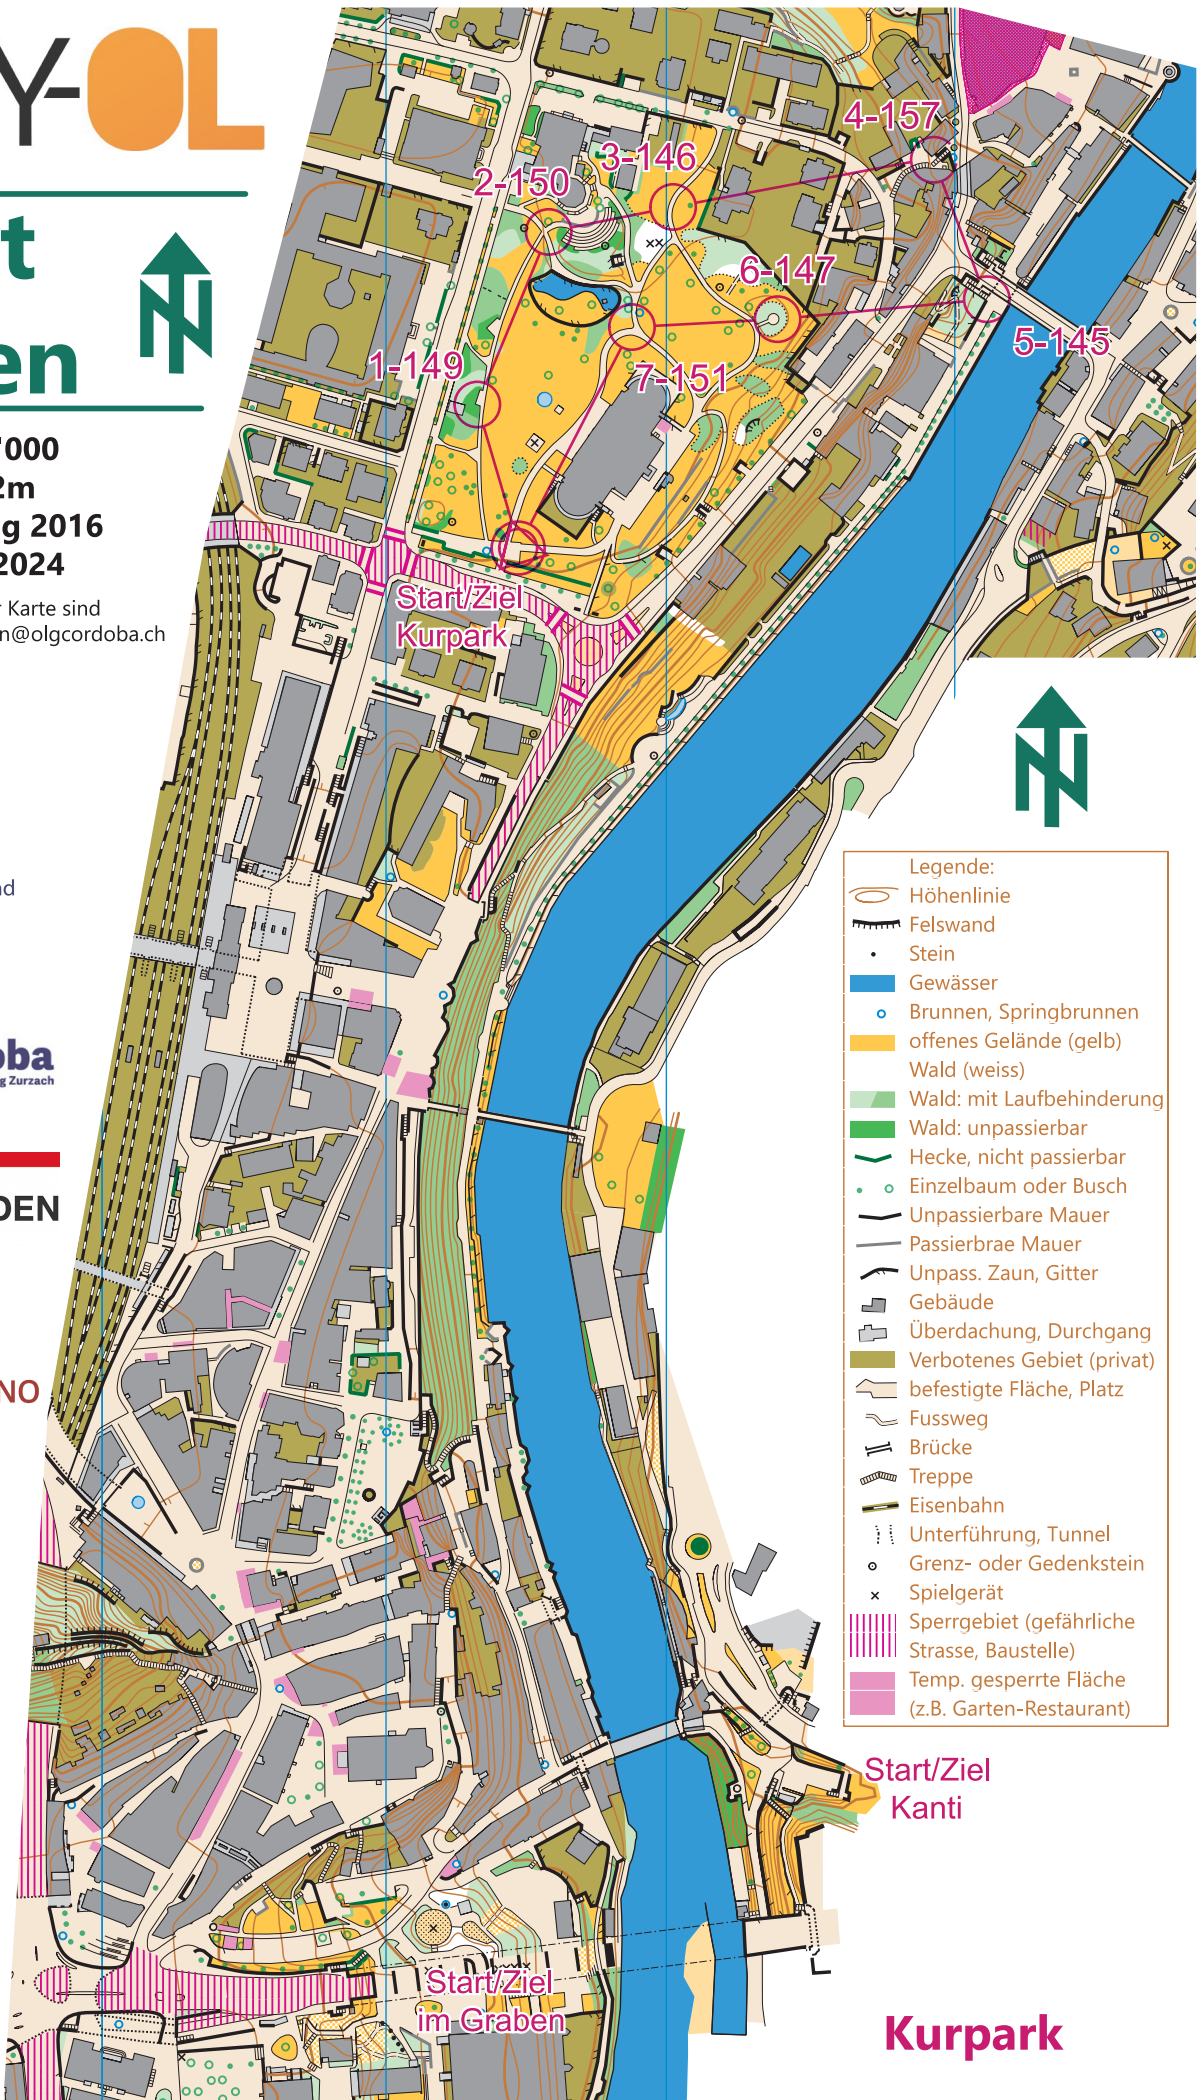 Y-OL
t
en
'000
2m
g 2016
2024
r Karte sind
n@olgcordoba.ch
nd
oba
g Zurzach
DEN
NO
4-157
3-146
2-150
6-147
5-145
1-149
7-151
Start/Ziel
Kurpark
Legende:
Höhenlinie
Felswand
Stein
Gewässer
Brunnen, Springbrunnen
offenes Gelände (gelb)
Wald (weiss)
Wald: mit Laufbehinderung
Wald: unpassierbar
Hecke, nicht passierbar
Einzelbaum oder Busch
Unpassierbare Mauer
Passierbrae Mauer
Unpass. Zaun, Gitter
Gebäude
Überdachung, Durchgang
Verbotenes Gebiet (privat)
befestigte Fläche, Platz
Fussweg
Brücke
Treppe
Eisenbahn
Unterführung, Tunnel
Grenz- oder Gedenkstein
Spielgerät
Sperrgebiet (gefährliche
Strasse, Baustelle)
Temp. gesperrte Fläche
(z.B. Garten-Restaurant)
Start/Ziel
Kanti
Start/Ziel
im Graben
Kurpark